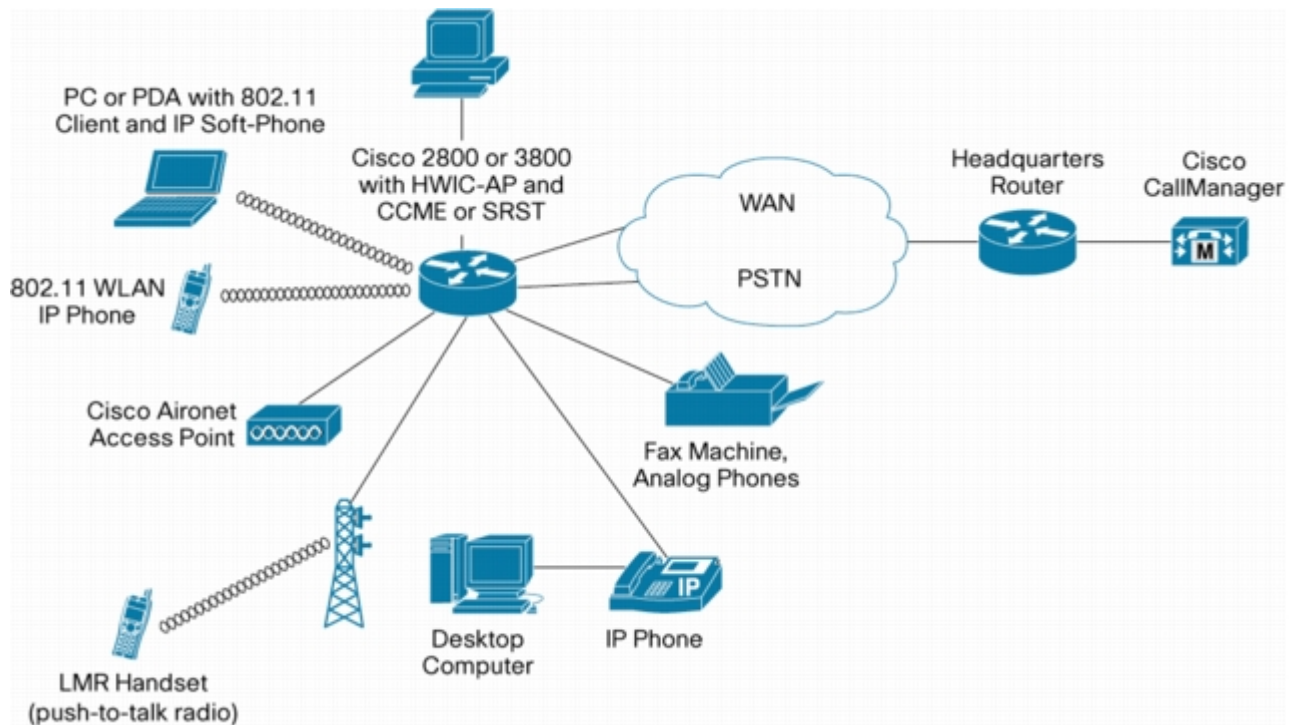 PC or PDA with 802.11
Client and IP Soft-Phone
Cisco 2800 or 3800
with HWIC-AP and
CCME or SRST
WAN
PSTN
Headquarters
Router
Cisco
CallManager
M
802.11 WLAN
IP Phone
Cisco Aironet
Access Point
Fax Machine,
Analog Phones
IP
Desktop
Computer
IP Phone
LMR Handset
(push-to-talk radio)